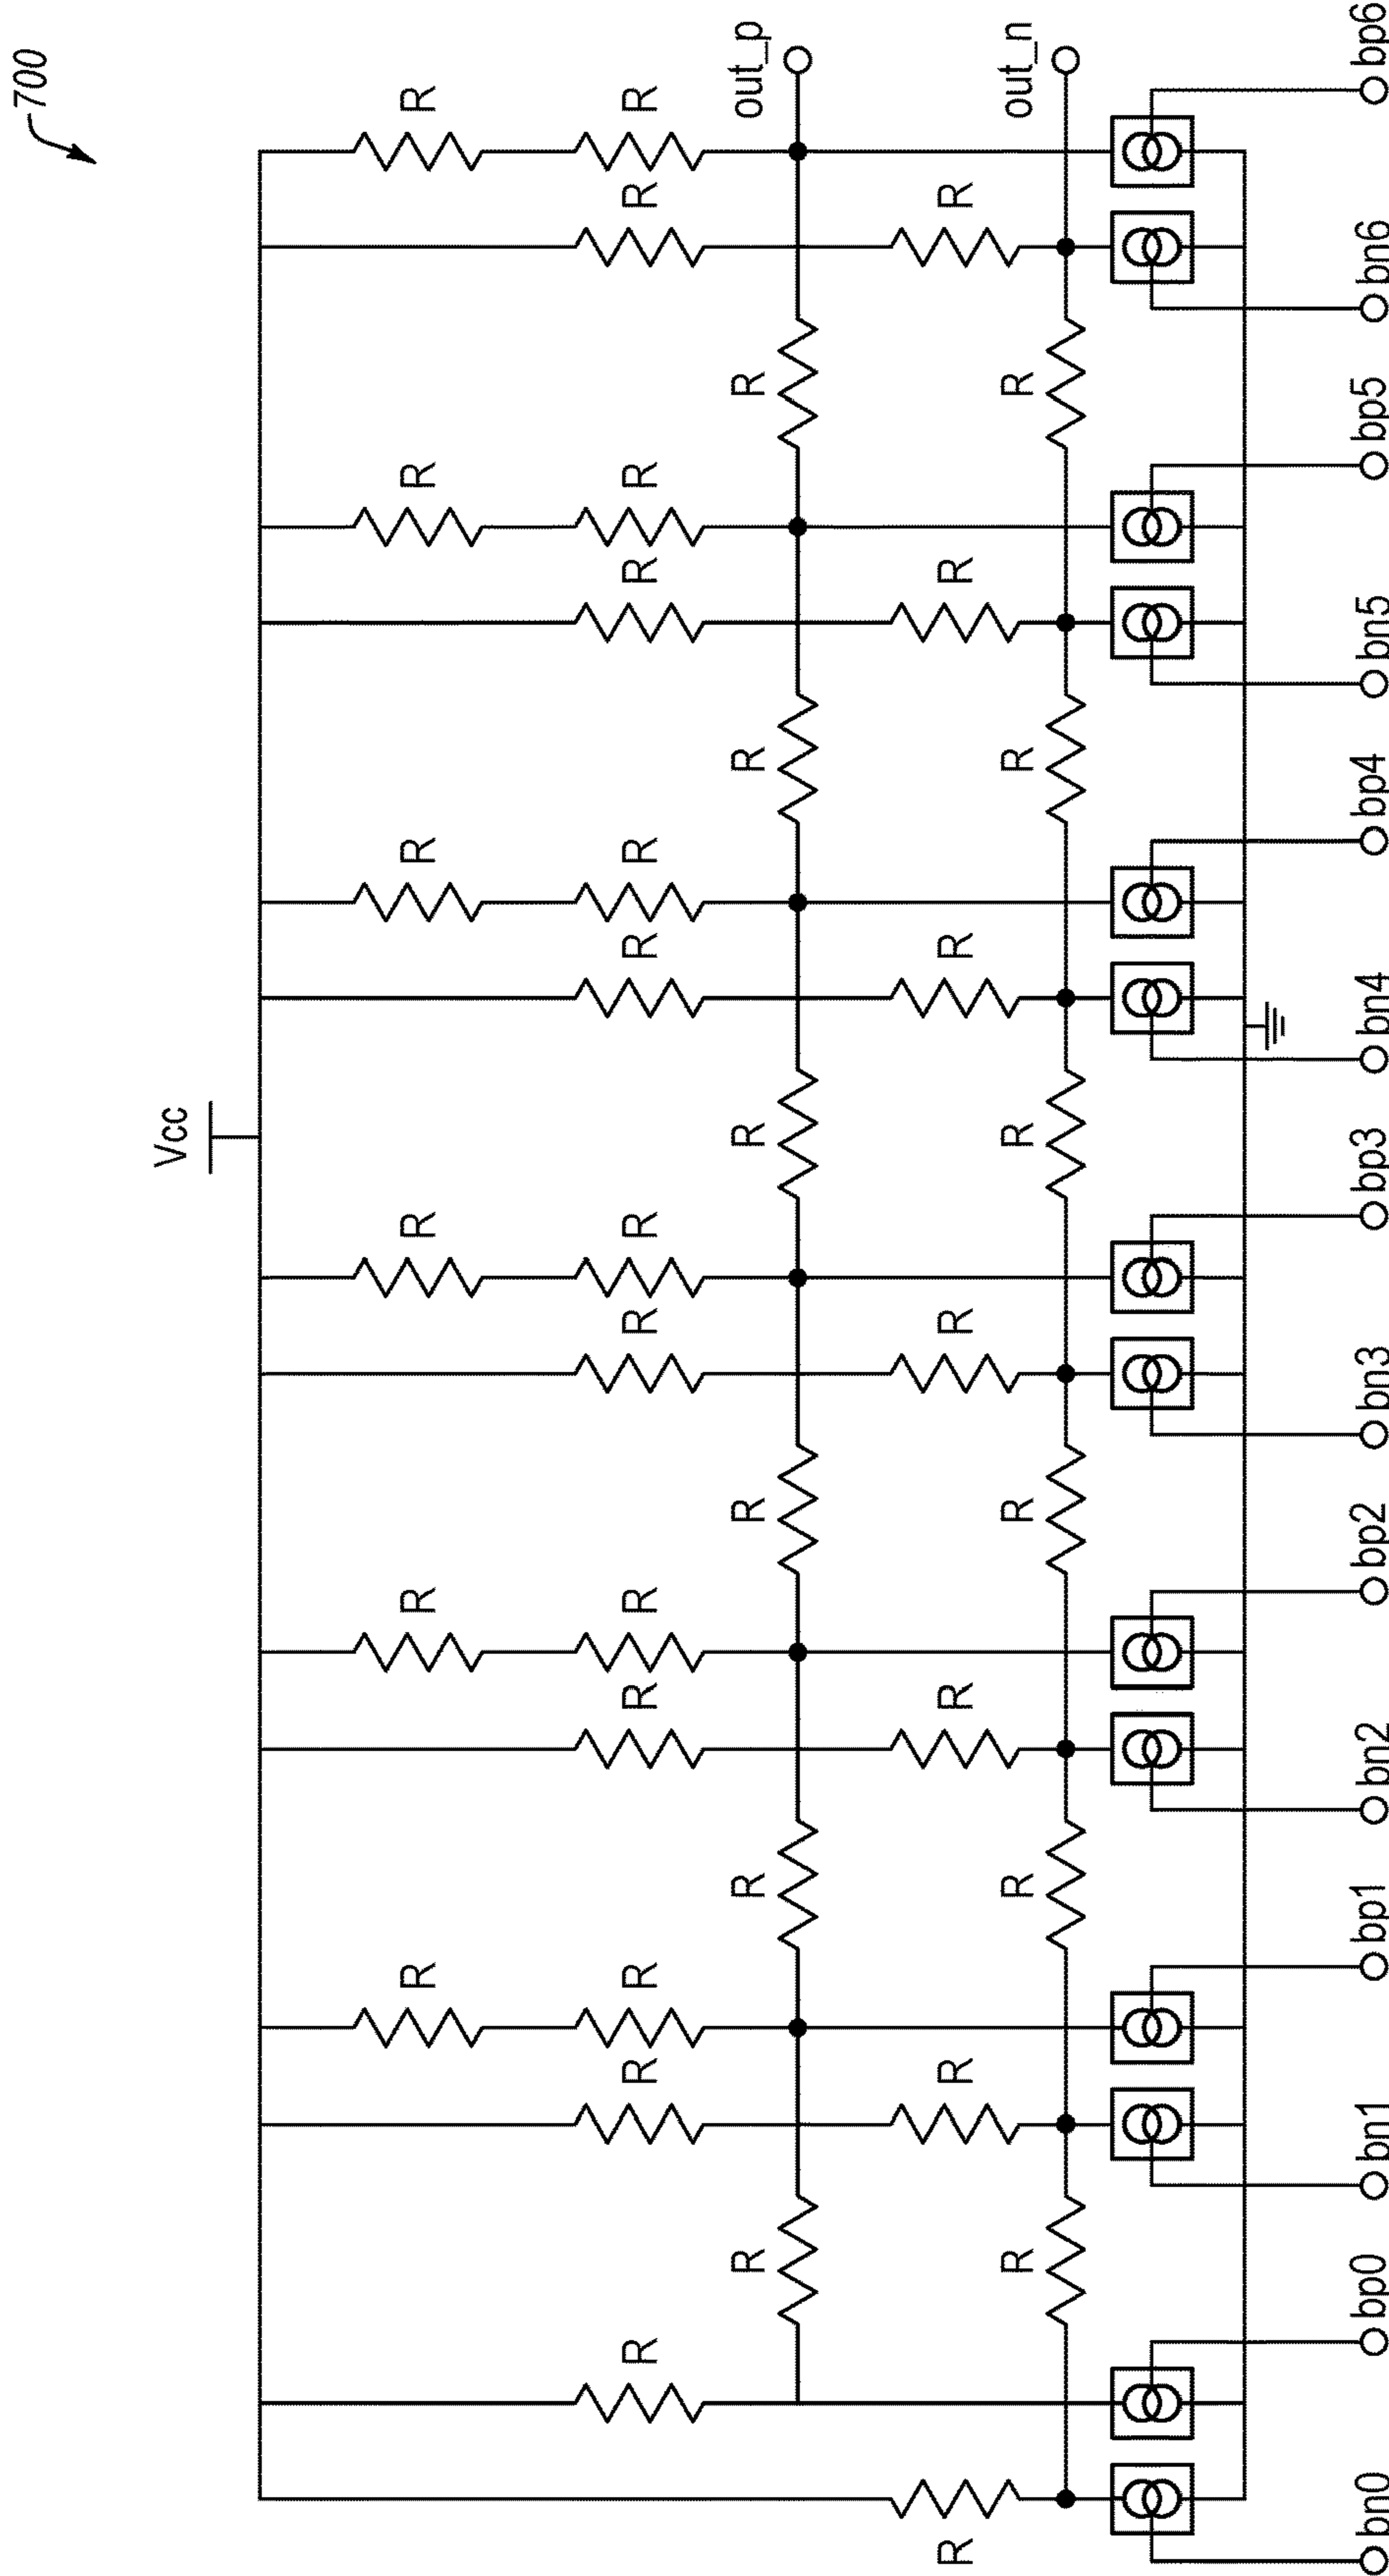 700
Vcc
R R R R R R
R R R R R R R R R R R R R
R R R R R R out_p
R R R R R R R
R R R R R R out_n
bn0 bp0 bn1 bp1 bn2 bp2 bn3 bp3 bn4 bp4 bn5 bp5 bn6 bp6